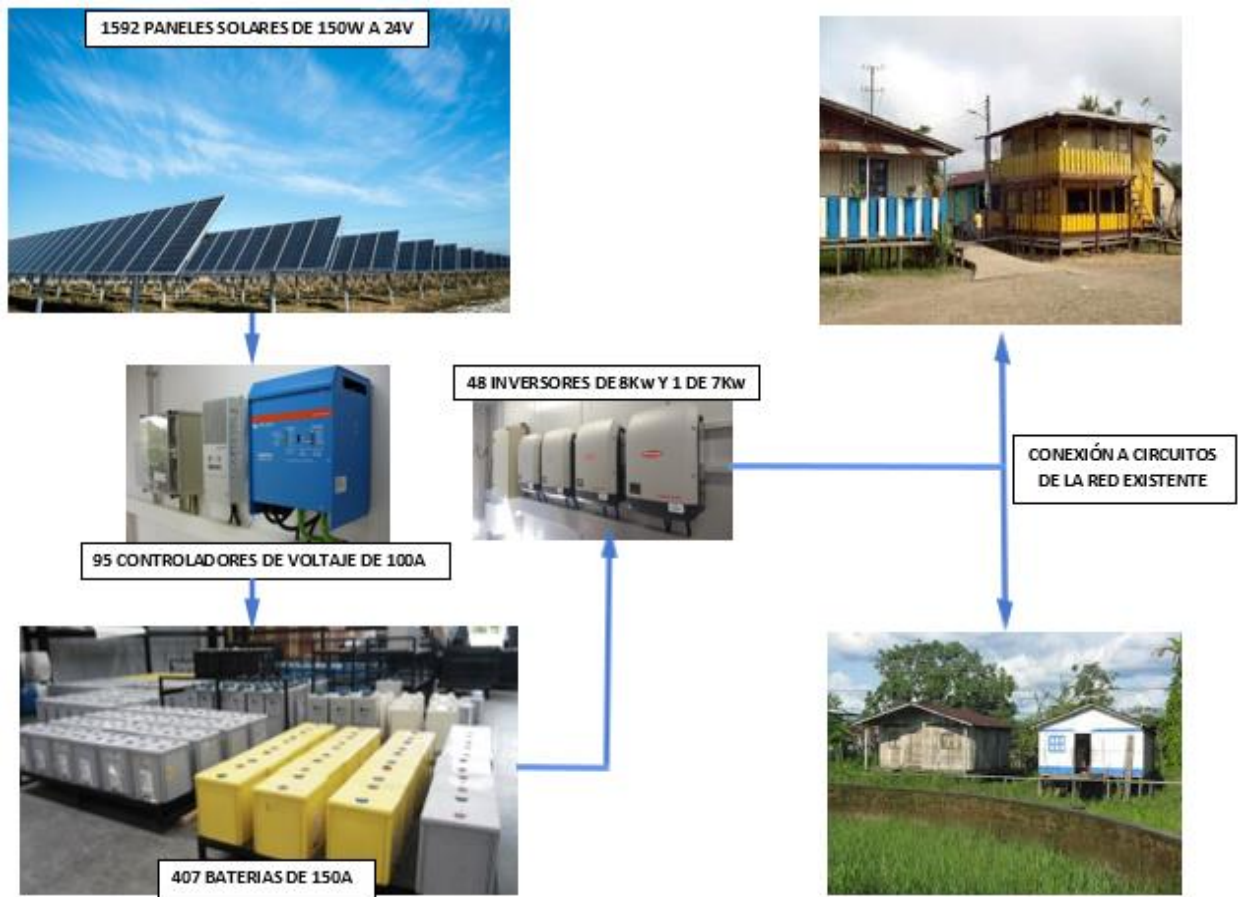 1592 PANELES SOLARES DE 150W A 24V
48 INVERSORES DE 8Kw Y 1 DE 7Kw
CONEXIÓN A CIRCUITOS
DE LA RED EXISTENTE
95 CONTROLADORES DE VOLTAJE DE 100A
407 BATERIAS DE 150A